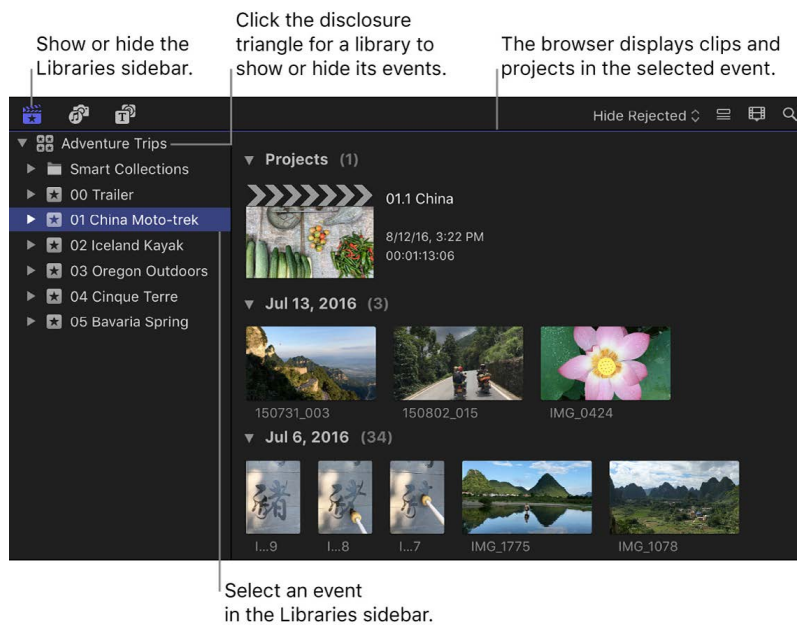 Show or hide the
Libraries sidebar.
Click the disclosure
triangle for a library to
show or hide its events.
The browser displays clips and
projects in the selected event.
Hide Rejected
Adventure Trips
Smart Collections
00 Trailer
01 China Moto-trek
02 Iceland Kayak
03 Oregon Outdoors
04 Cinque Terre
05 Bavaria Spring
Projects (1)
01.1 China
8/12/16, 3:22 PM
00:01:13:06
Jul 13, 2016 (3)
150731_003 150802_015 IMG_0424
Jul 6, 2016 (34)
豬
I...9 I...8 I...7 IMG_1775 IMG_1078
Select an event
in the Libraries sidebar.